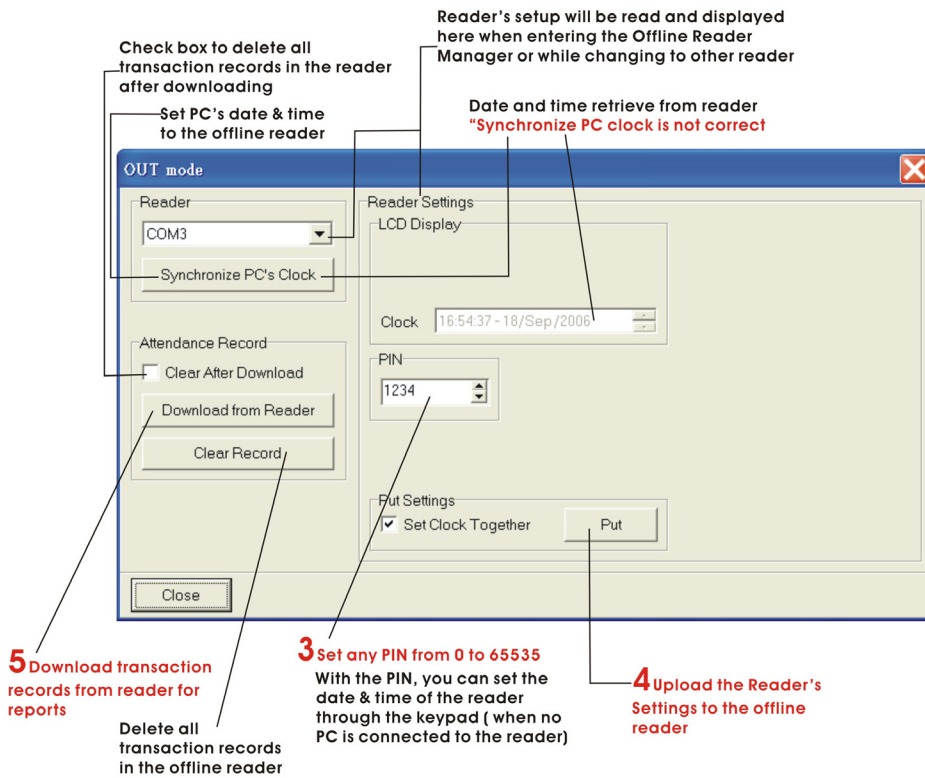 Reader's setup will be read and displayed
here when entering the Offline Reader
Manager or while changing to other reader
Check box to delete all
transaction records in the reader
after downloading
Set PC's date & time
to the offline reader
Date and time retrieve from reader
"Synchronize PC clock is not correct
OUT mode
Reader
COM3
Synchronize PC's Clock
Reader Settings
LCD Display
Clock 16:54:37 - 18/Sep/2006
Attendance Record
Clear After Download
Download from Reader
Clear Record
PIN
1234
Put Settings
Set Clock Together
Put
Close
5 Download transaction
records from reader for
reports
Delete all
transaction records
in the offline reader
3 Set any PIN from 0 to 65535
With the PIN, you can set the
date & time of the reader
through the keypad ( when no
PC is connected to the reader)
4 Upload the Reader's
Settings to the offline
reader